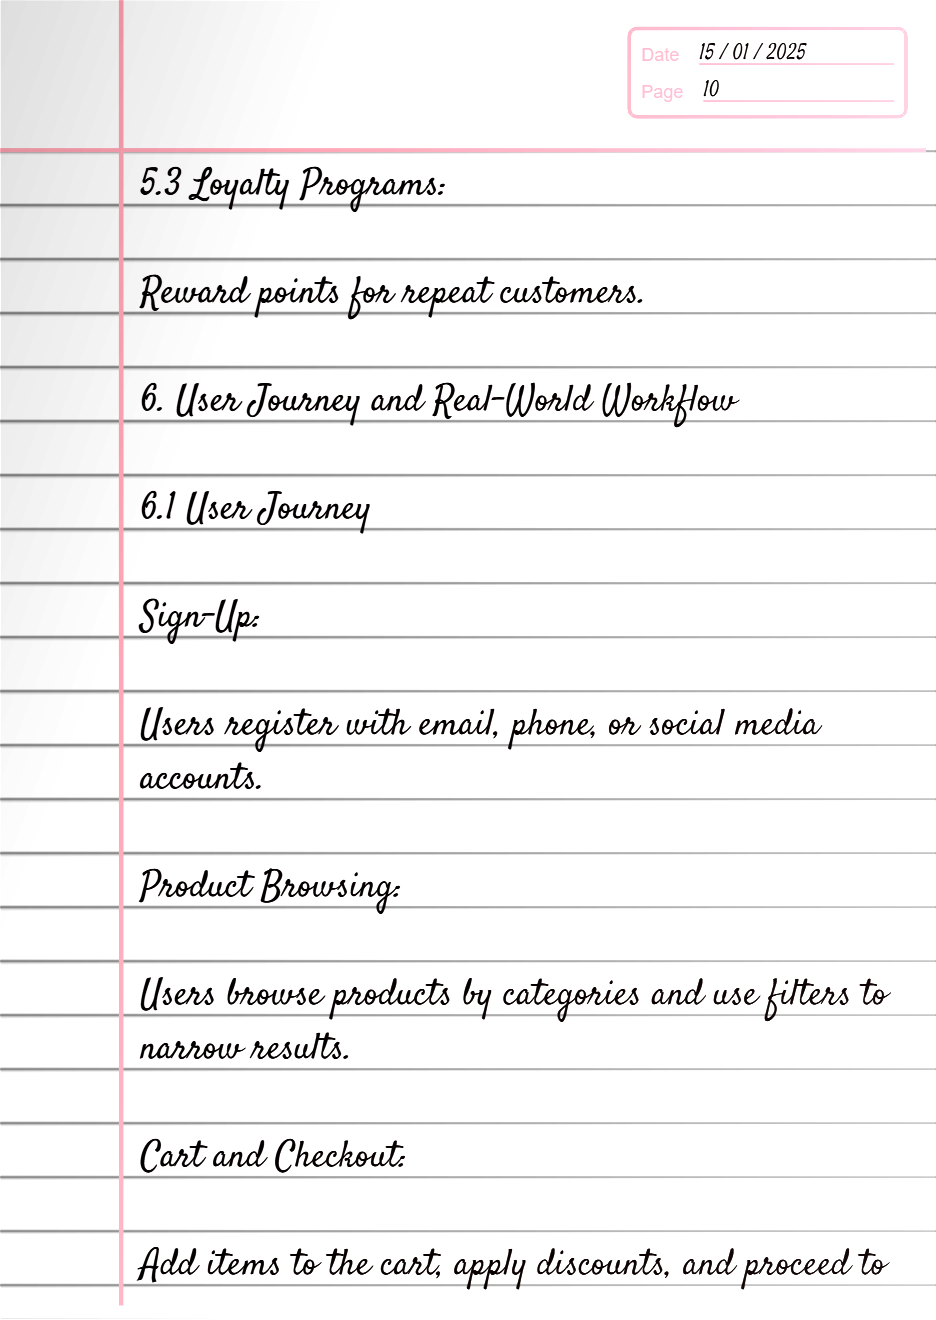 Date 15 / 01 / 2025
Page 10
5.3 Loyalty Programs:
Reward points for repeat customers.
6. User Journey and Real-World Workflow
6.1 User Journey
Sign-Up:
Users register with email, phone, or social media
accounts.
Product Browsing:
Users browse products by categories and use filters to
narrow results.
Cart and Checkout:
Add items to the cart, apply discounts, and proceed to